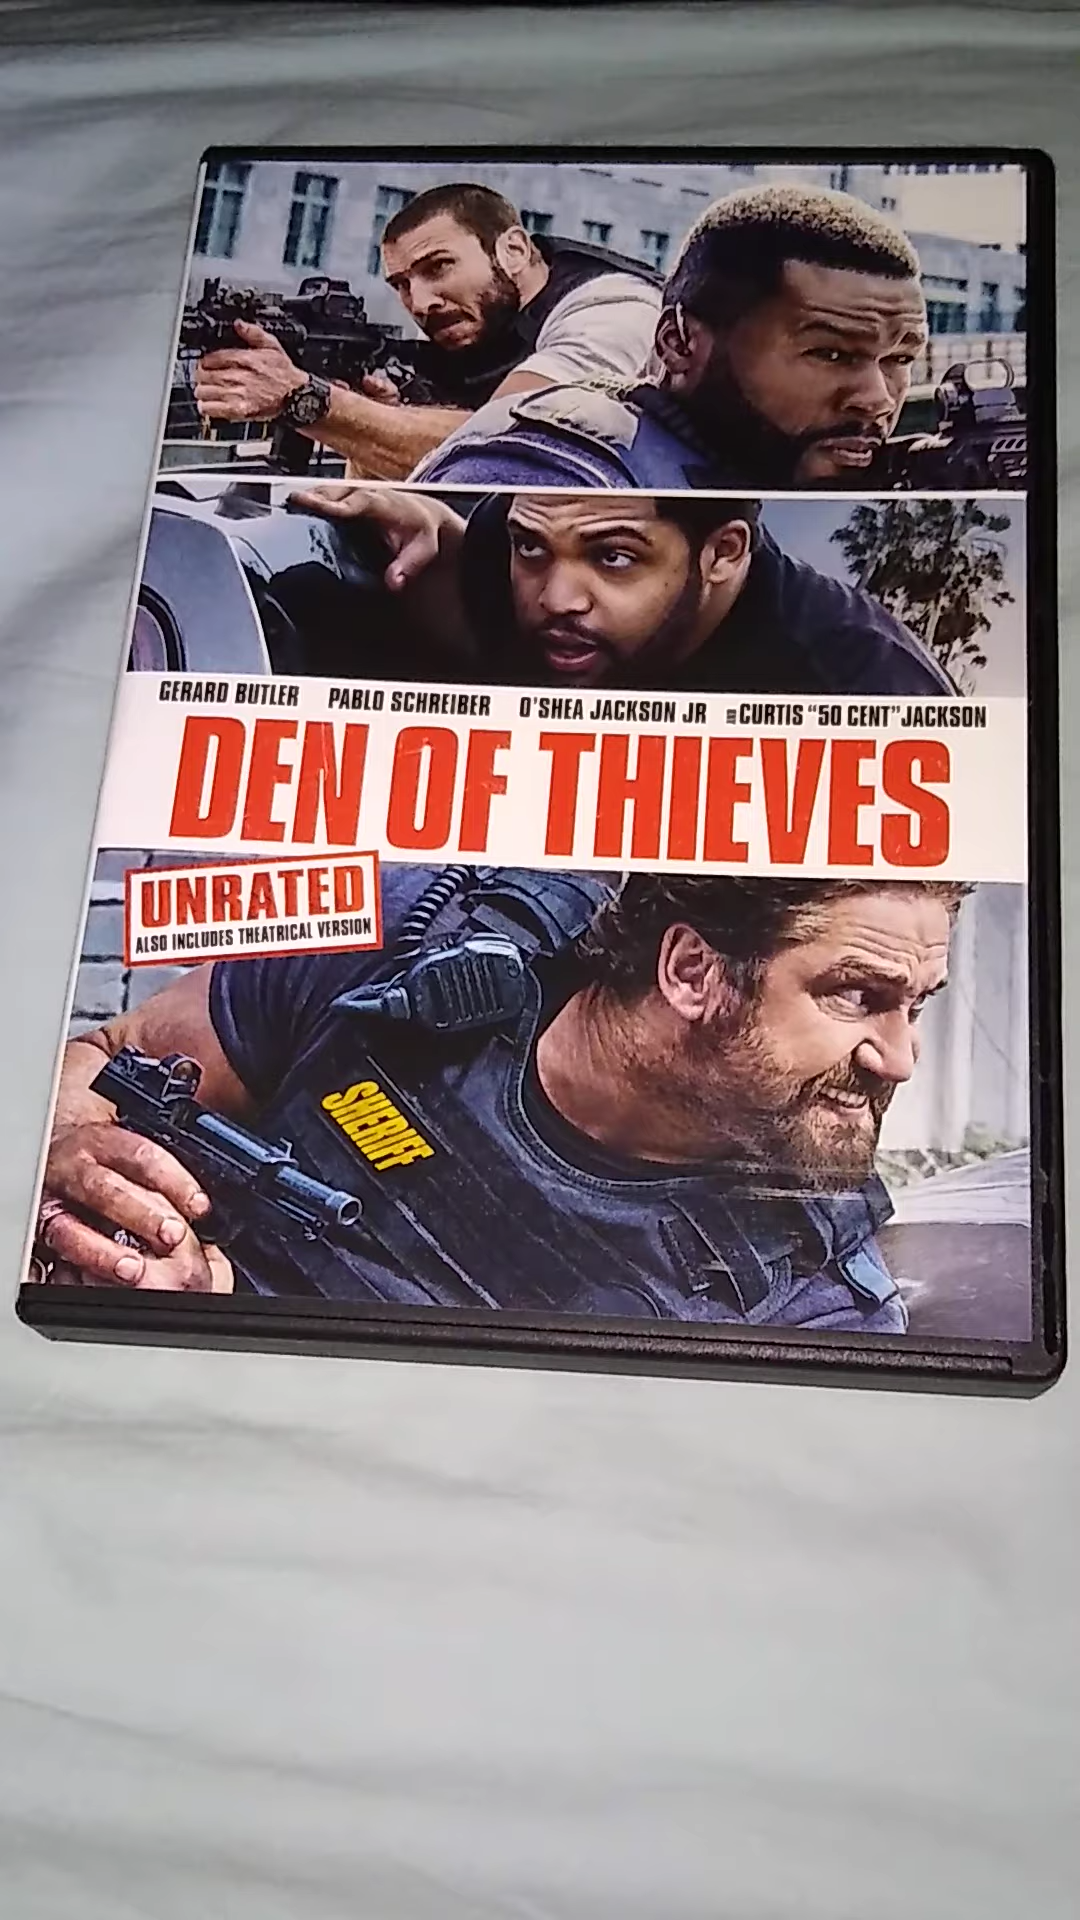 GERARD BUTLER PABLO SCHREIBER O'SHEA JACKSON JR AND CURTIS "50 CENT" JACKSON
DEN OF THIEVES
UNRATED
ALSO INCLUDES THEATRICAL VERSION
SHERIFF